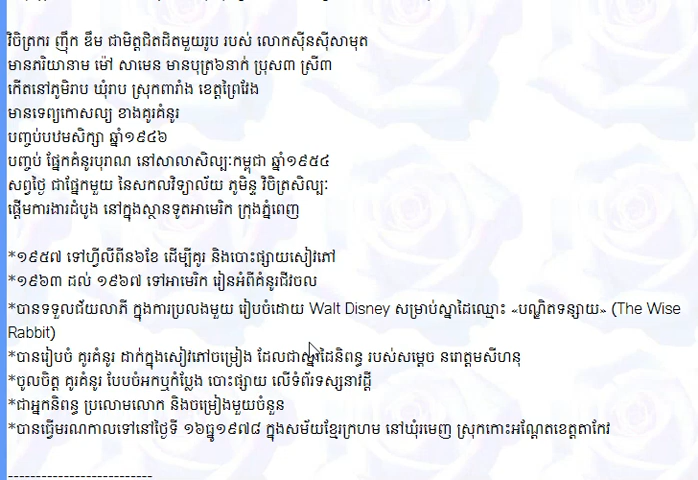 វិចិត្រករ ញ៉ឹក ឌឹម ជាមិត្តជិតជិតមួយរូប របស់ លោកស៊ីនស៊ីសាមុត
មានភរិយានាម ម៉ៅ សាមេន មានបុត្រ៦នាក់ ប្រុស៣ ស្រី៣
កើតនៅភូមិរាប ឃុំរាប ស្រុកពារាំង ខេត្តព្រៃវែង
មានទេព្យកោសល្យ ខាងគូរគំនូរ
បញ្ចប់បឋមសិក្សា ឆ្នាំ១៩៤៦
បញ្ចប់ ផ្នែកគំនូរបុរាណ នៅសាលាសិល្បៈកម្ពុជា ឆ្នាំ១៩៥៤
សព្វថ្ងៃ ជាផ្នែកមួយ នៃសកលវិទ្យាល័យ ភូមិន្ទ វិចិត្រសិល្បៈ
ផ្តើមការងារដំបូង នៅក្នុងស្ថានទូតអាមេរិក ក្រុងភ្នំពេញ
*១៩៥៧ ទៅហ្វីលីពីន៦ខែ ដើម្បីគូរ និងបោះផ្សាយសៀវភៅ
*១៩៦៣ ដល់ ១៩៦៧ ទៅអាមេរិក រៀនអំពីគំនូរជីវចល
*បានទទួលជ័យលាភី ក្នុងការប្រលងមួយ រៀបចំដោយ Walt Disney សម្រាប់ស្នាដៃឈ្មោះ «បណ្ឌិតទន្សាយ» (The Wise
Rabbit)
*បានរៀបចំ គូរគំនូរ ដាក់ក្នុងសៀវភៅចម្រៀង ដែលជាស្នាដៃនិពន្ធ របស់សម្តេច នរោត្តមសីហនុ
*ចូលចិត្ត គូរគំនូរ បែបចំអកឬកំប្លែង បោះផ្សាយ លើទំព័រទស្សនាវដ្តី
*ជាអ្នកនិពន្ធ ប្រលោមលោក និងចម្រៀងមួយចំនួន
*បានធ្វើមរណកាលទៅនៅថ្ងៃទី ១៦ធ្នូ១៩៧៨ ក្នុងសម័យខ្មែរក្រហម នៅឃុំរមេញ ស្រុកកោះអណ្តែតខេត្តតាកែវ
--------------------------